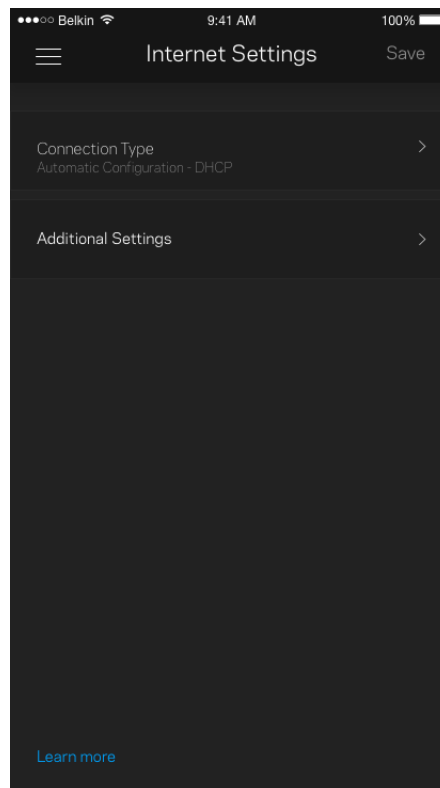 Belkin 9:41 AM 100%
Internet Settings Save
Connection Type
Automatic Configuration - DHCP
Additional Settings
Learn more